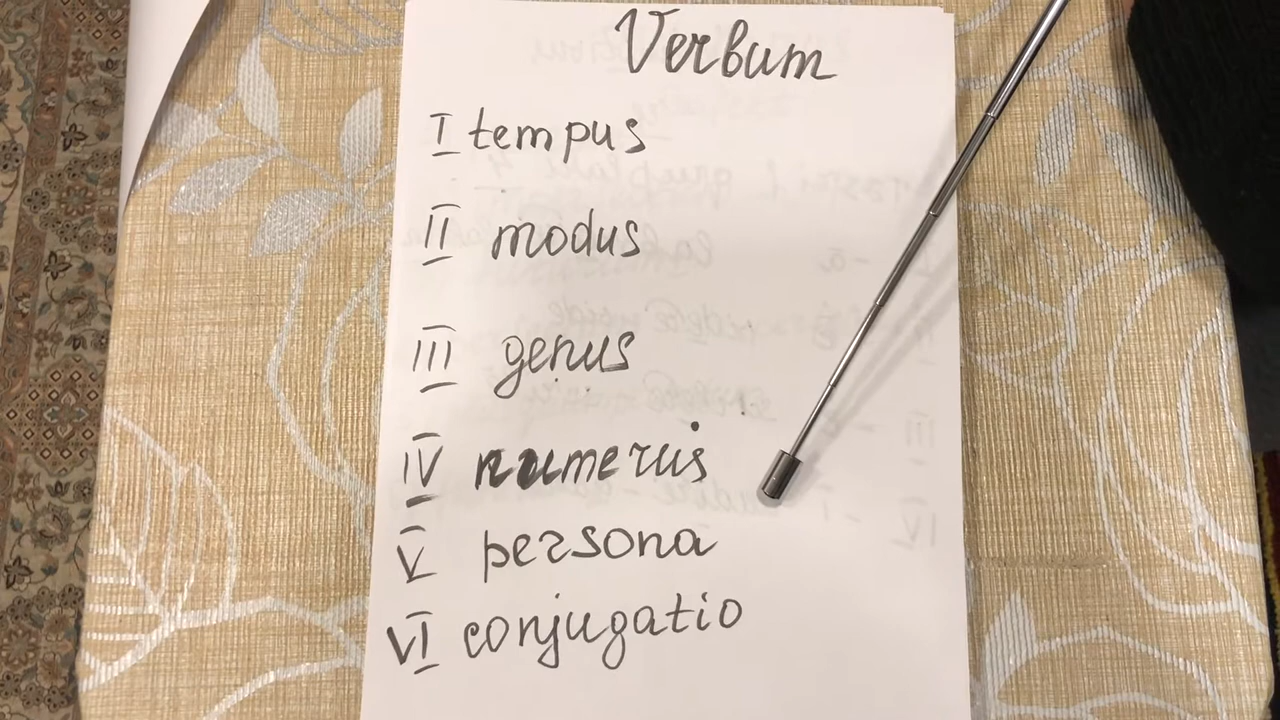 Verbum
I tempus
II modus
III genus
IV numerus
V persona
VI conjugatio